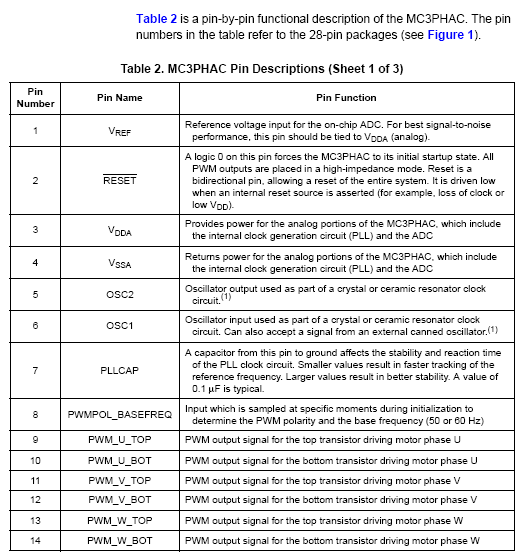 Table 2 is a pin-by-pin functional description of the MC3PHAC. The pin
numbers in the table refer to the 28-pin packages (see Figure 1).
Table 2. MC3PHAC Pin Descriptions (Sheet 1 of 3)
Pin Number Pin Name Pin Function
1 VREF Reference voltage input for the on-chip ADC. For best signal-to-noise
performance, this pin should be tied to VDDA (analog).
2 RESET A logic 0 on this pin forces the MC3PHAC to its initial startup state. All
PWM outputs are placed in a high-impedance mode. Reset is a
bidirectional pin, allowing a reset of the entire system. It is driven low
when an internal reset source is asserted (for example, loss of clock or
low VDD).
3 VDDA Provides power for the analog portions of the MC3PHAC, which include
the internal clock generation circuit (PLL) and the ADC
4 VSSA Returns power for the analog portions of the MC3PHAC, which include
the internal clock generation circuit (PLL) and the ADC
5 OSC2 Oscillator output used as part of a crystal or ceramic resonator clock
circuit.(1)
6 OSC1 Oscillator input used as part of a crystal or ceramic resonator clock
circuit. Can also accept a signal from an external canned oscillator.(1)
7 PLLCAP A capacitor from this pin to ground affects the stability and reaction time
of the PLL clock circuit. Smaller values result in faster tracking of the
reference frequency. Larger values result in better stability. A value of
0.1 µF is typical.
8 PWMPOL_BASEFREQ Input which is sampled at specific moments during initialization to
determine the PWM polarity and the base frequency (50 or 60 Hz)
9 PWM_U_TOP PWM output signal for the top transistor driving motor phase U
10 PWM_U_BOT PWM output signal for the bottom transistor driving motor phase U
11 PWM_V_TOP PWM output signal for the top transistor driving motor phase V
12 PWM_V_BOT PWM output signal for the bottom transistor driving motor phase V
13 PWM_W_TOP PWM output signal for the top transistor driving motor phase W
14 PWM_W_BOT PWM output signal for the bottom transistor driving motor phase W